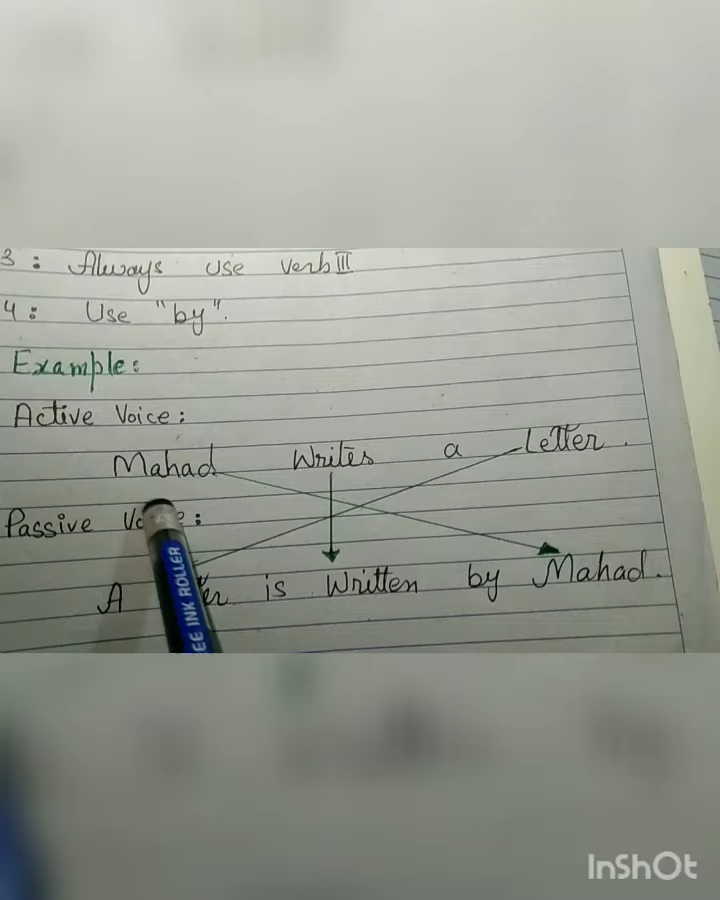 3: Always use verb III
4: Use "by".
Example:
Active Voice:
Mahad Writes a Letter.
Passive :
A is Written by Mahad.
EE INK ROLLER
InShOt